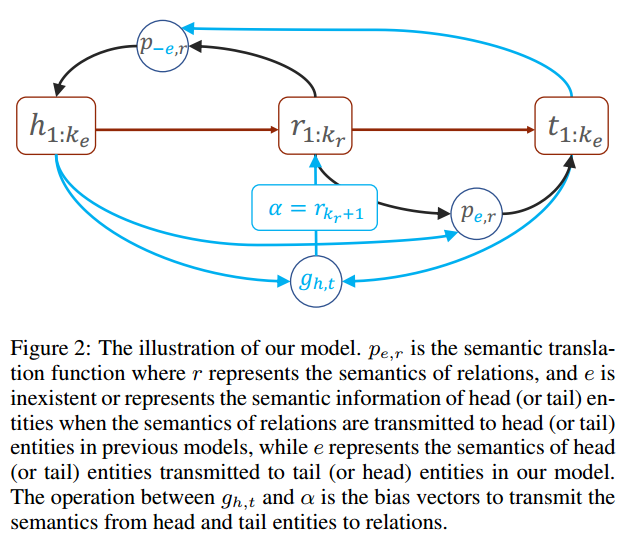 p_{-e,r}
h_{1:k_e}
r_{1:k_r}
t_{1:k_e}
α = r_{k_r+1}
p_{e,r}
g_{h,t}
Figure 2: The illustration of our model. p_{e,r} is the semantic transla-
tion function where r represents the semantics of relations, and e is
inexistent or represents the semantic information of head (or tail) en-
tities when the semantics of relations are transmitted to head (or tail)
entities in previous models, while e represents the semantics of head
(or tail) entities transmitted to tail (or head) entities in our model.
The operation between g_{h,t} and α is the bias vectors to transmit the
semantics from head and tail entities to relations.